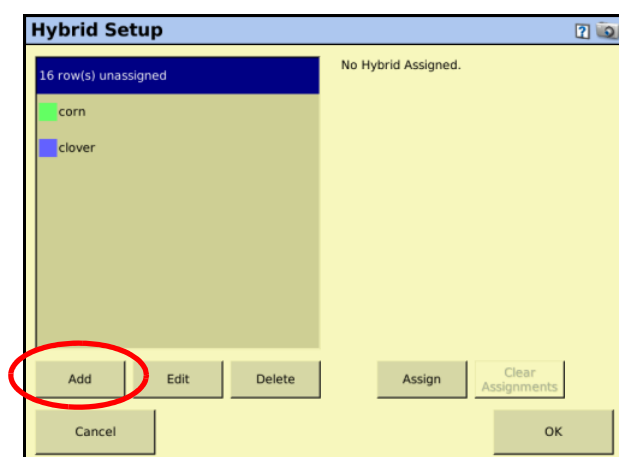 Hybrid Setup
?
16 row(s) unassigned
No Hybrid Assigned.
corn
clover
Add
Edit
Delete
Assign
Clear
Assignments
Cancel
OK